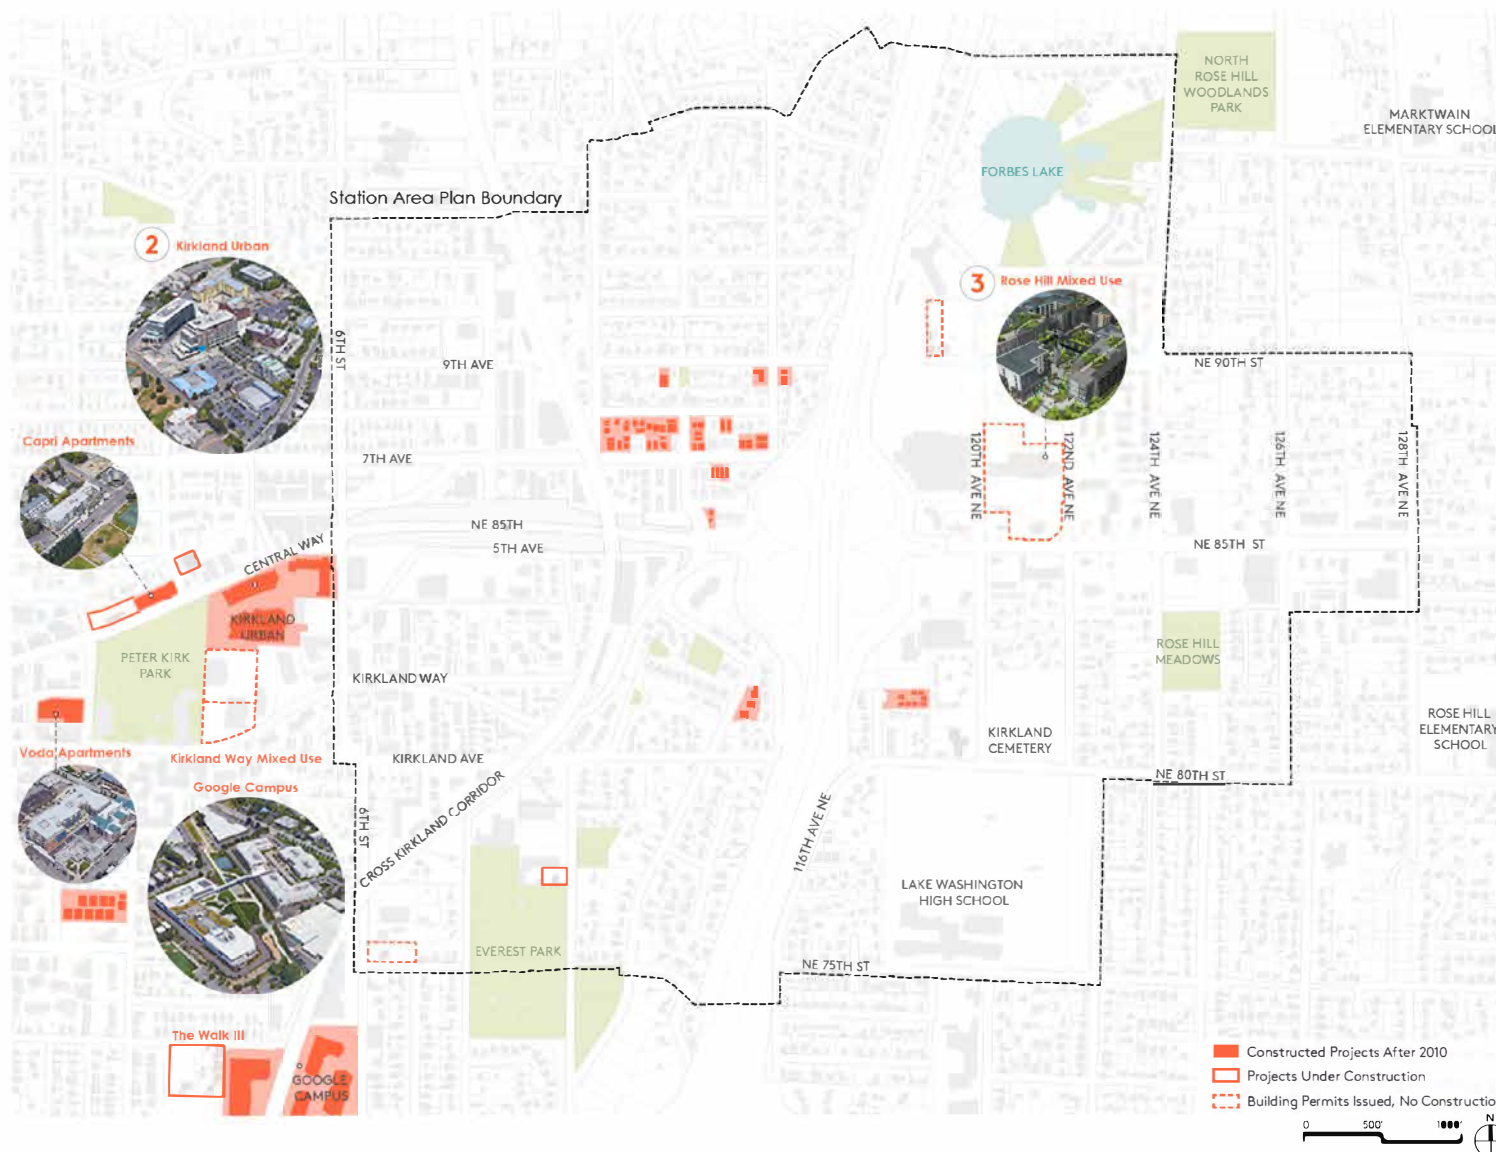 NORTH
ROSE HILL
WOODLANDS
PARK
MARKTWAIN
ELEMENTARY SCHOOL
FORBES LAKE
Station Area Plan Boundary
2
Kirkland Urban
3
Rose Hill Mixed Use
6TH ST
9TH AVE
NE 90TH ST
Capri Apartments
7TH AVE
120TH AVE NE
122ND AVE NE
124TH AVE NE
126TH AVE NE
128TH AVE NE
NE 85TH
5TH AVE
NE 85TH ST
CENTRAL WAY
KIRKLAND
URBAN
PETER KIRK
PARK
ROSE HILL
MEADOWS
KIRKLAND WAY
ROSE HILL
ELEMENTARY
SCHOOL
KIRKLAND
CEMETERY
Voda Apartments
Kirkland Way Mixed Use
KIRKLAND AVE
NE 80TH ST
Google Campus
6TH ST
CROSS KIRKLAND CORRIDOR
116TH AVE NE
LAKE WASHINGTON
HIGH SCHOOL
EVEREST PARK
NE 75TH ST
The Walk III
GOOGLE
CAMPUS
Constructed Projects After 2010
Projects Under Construction
Building Permits Issued, No Constructio
0 500' 1000'
N